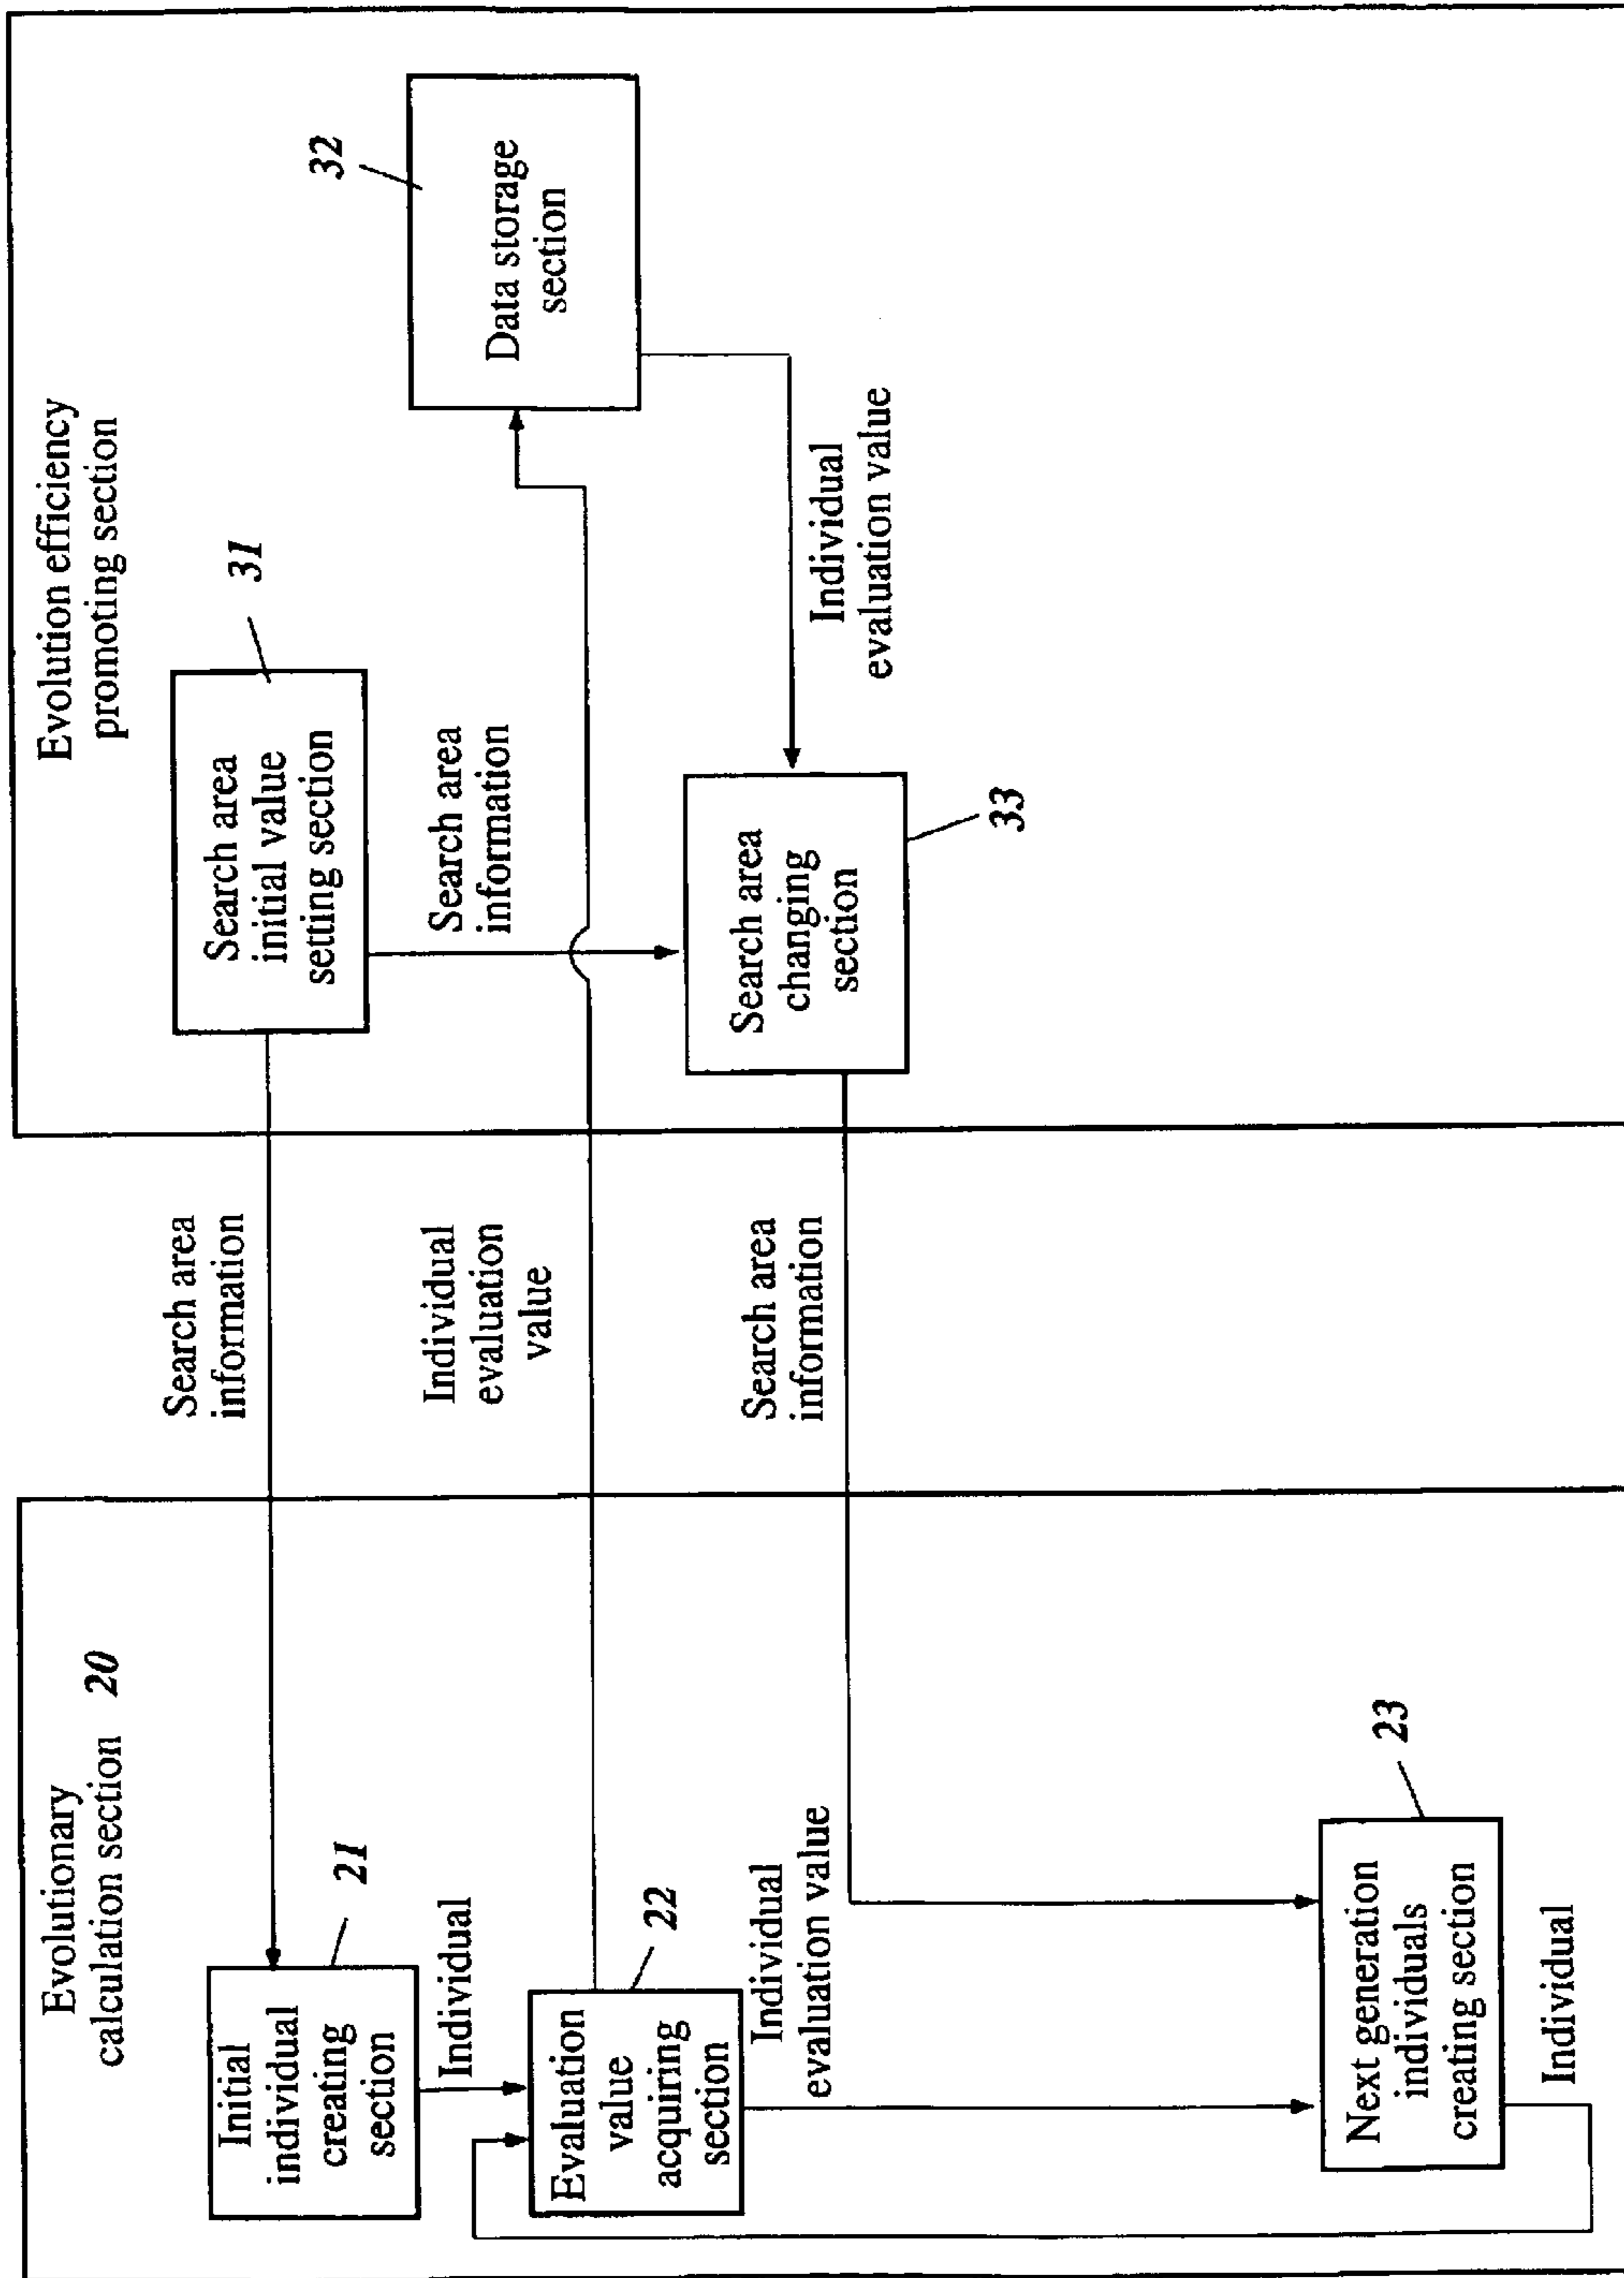 Evolutionary
calculation section 20
Initial
individual
creating
section
21
Individual
Evaluation
value
acquiring
section
22
Individual
evaluation value
Next generation
individuals
creating section
23
Individual
Search area
information
Individual
evaluation
value
Search area
information
Evolution efficiency
promoting section
Search area
initial value
setting section
31
Search area
information
Data storage
section
32
Individual
evaluation value
Search area
changing
section
33